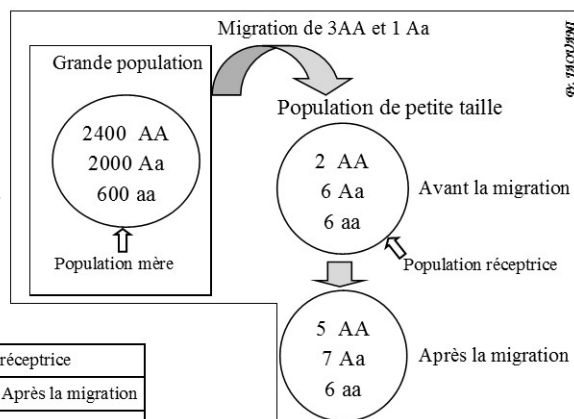 Migration de 3AA et 1 Aa
Grande population
2400 AA
2000 Aa
600 aa
Population mère
Population de petite taille
2 AA
6 Aa
6 aa
Avant la migration
Population réceptrice
5 AA
7 Aa
6 aa
Après la migration
réceptrice
Après la migration